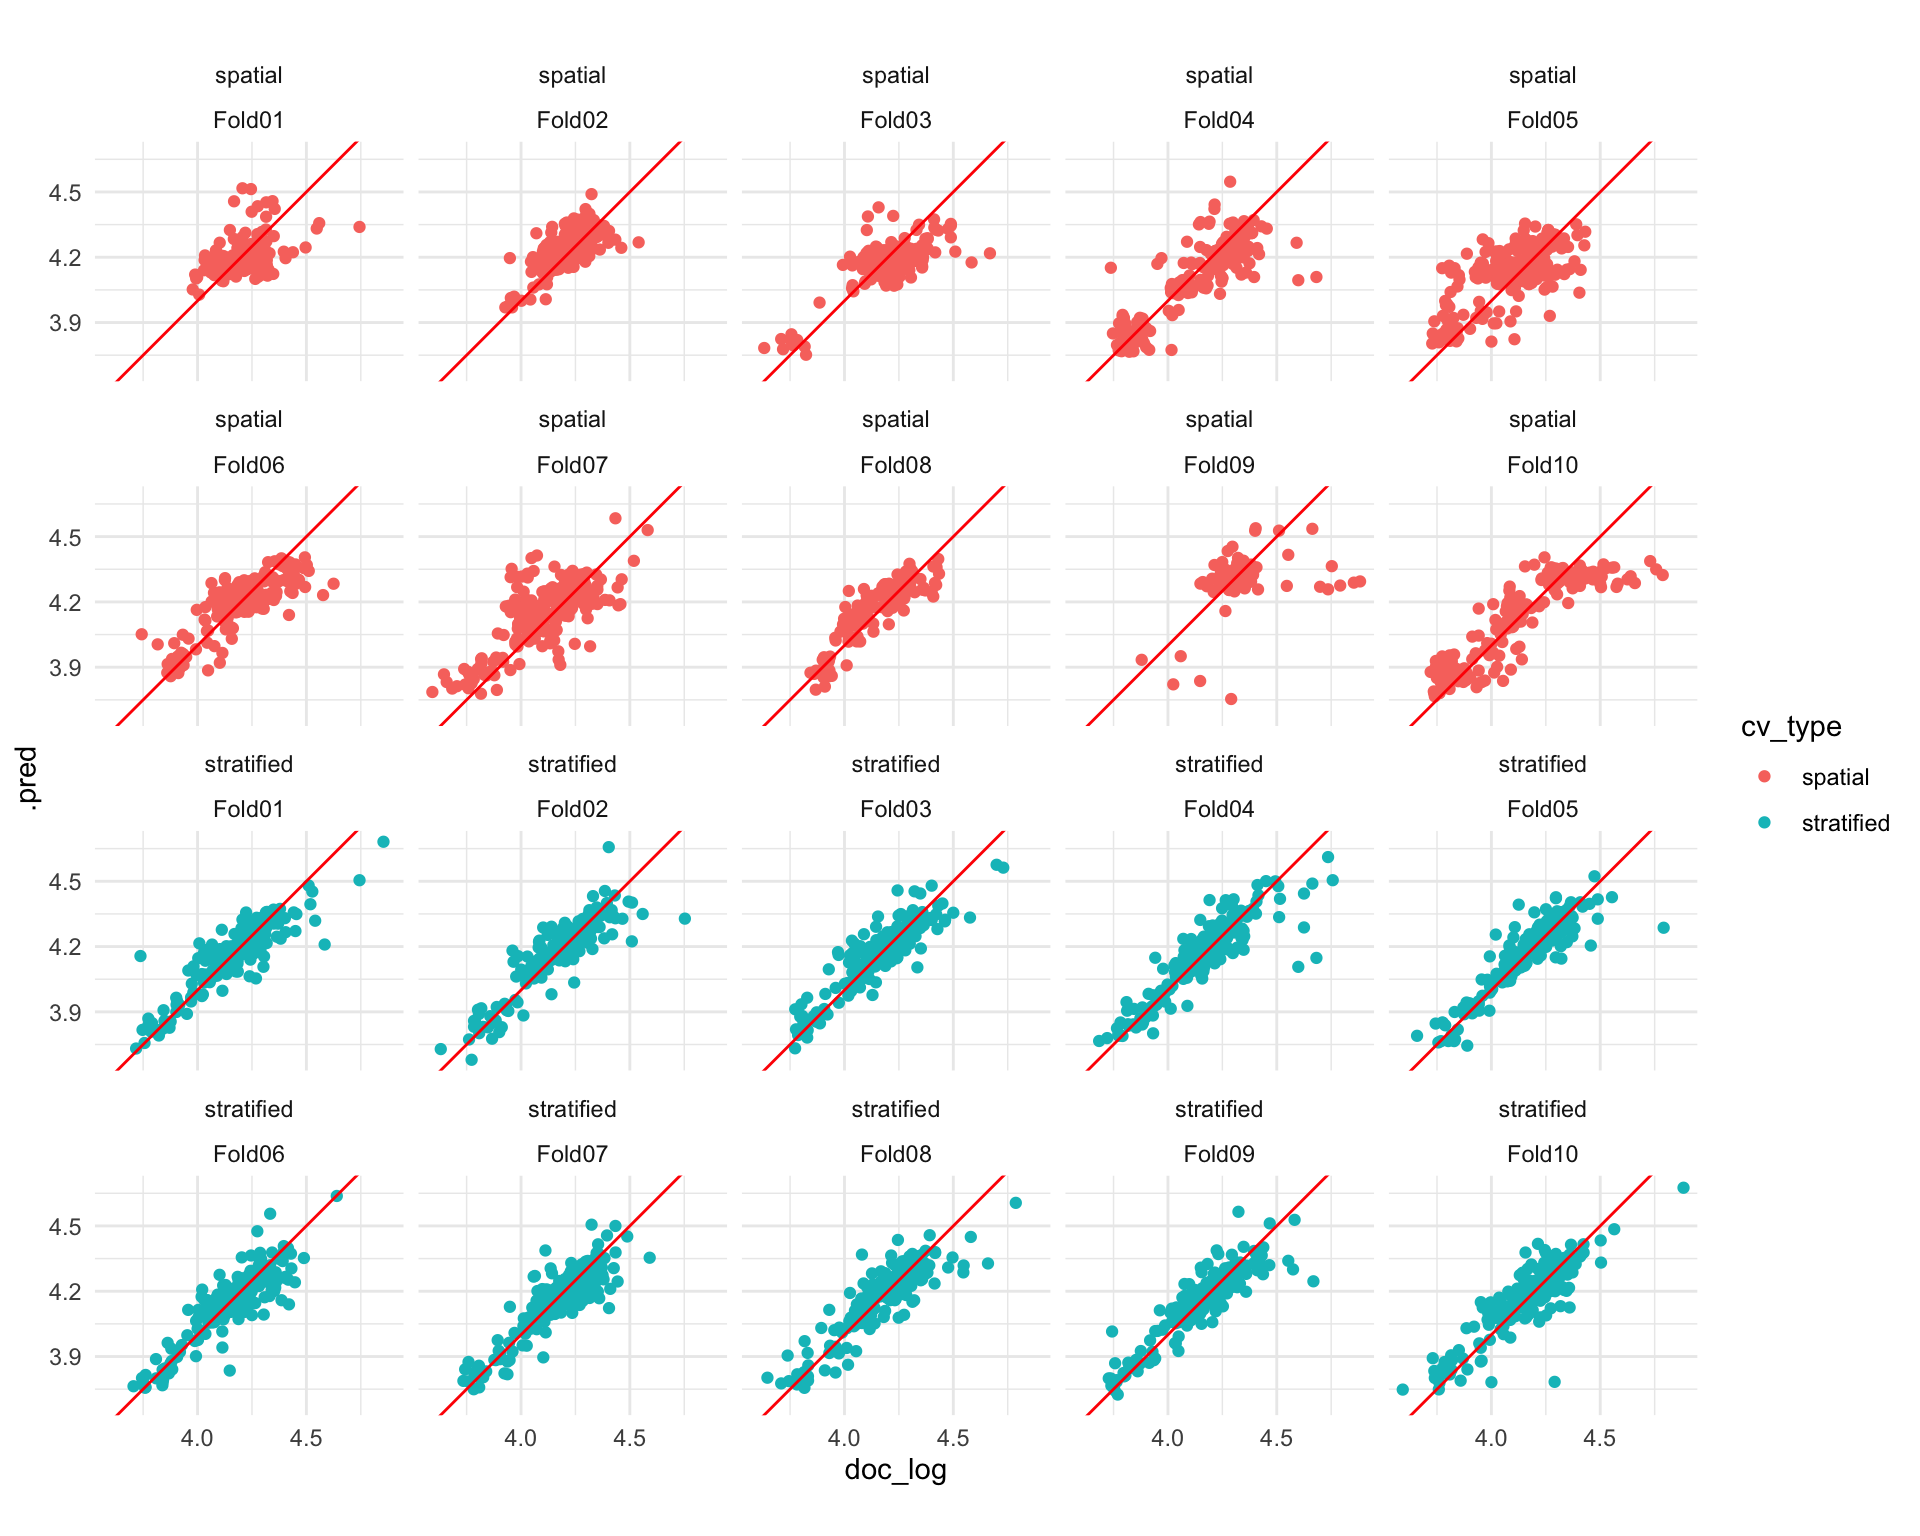 spatial spatial spatial spatial spatial
Fold01 Fold02 Fold03 Fold04 Fold05
4.5
4.2
3.9
spatial spatial spatial spatial spatial
Fold06 Fold07 Fold08 Fold09 Fold10
4.5
4.2
3.9
cv_type
spatial
stratified
.pred
stratified stratified stratified stratified stratified
Fold01 Fold02 Fold03 Fold04 Fold05
4.5
4.2
3.9
stratified stratified stratified stratified stratified
Fold06 Fold07 Fold08 Fold09 Fold10
4.5
4.2
3.9
4.0 4.5 4.0 4.5 4.0 4.5 4.0 4.5 4.0 4.5
doc_log